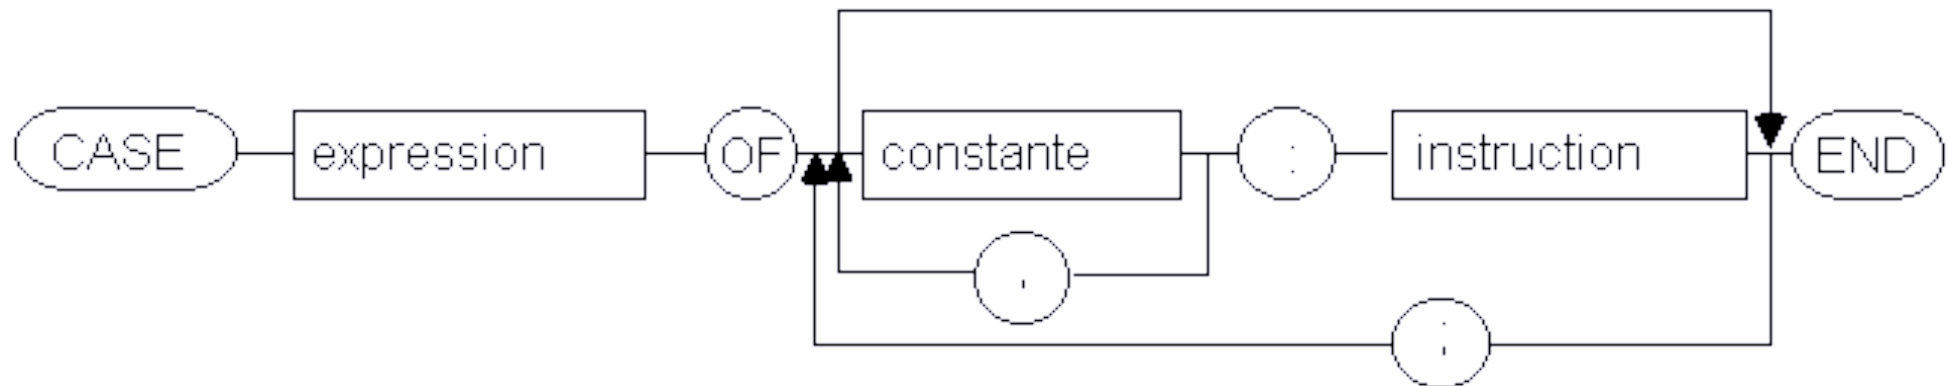 CASE expression OF constante : instruction END
,
;